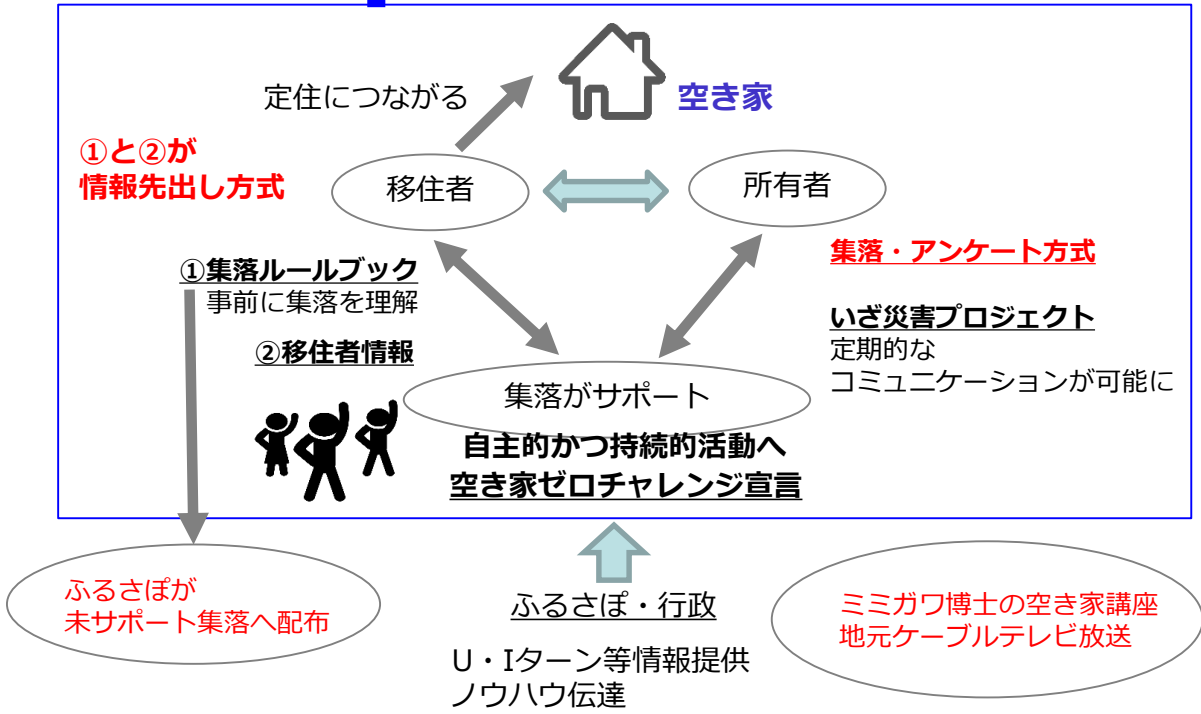 定住につながる
空き家
①と②が
情報先出し方式
移住者
所有者
①集落ルールブック
事前に集落を理解
②移住者情報
集落・アンケート方式
いざ災害プロジェクト
定期的な
コミュニケーションが可能に
集落がサポート
自主的かつ持続的活動へ
空き家ゼロチャレンジ宣言
ふるさぽが
未サポート集落へ配布
ふるさぽ・行政
U・Iターン等情報提供
ノウハウ伝達
ミミガワ博士の空き家講座
地元ケーブルテレビ放送